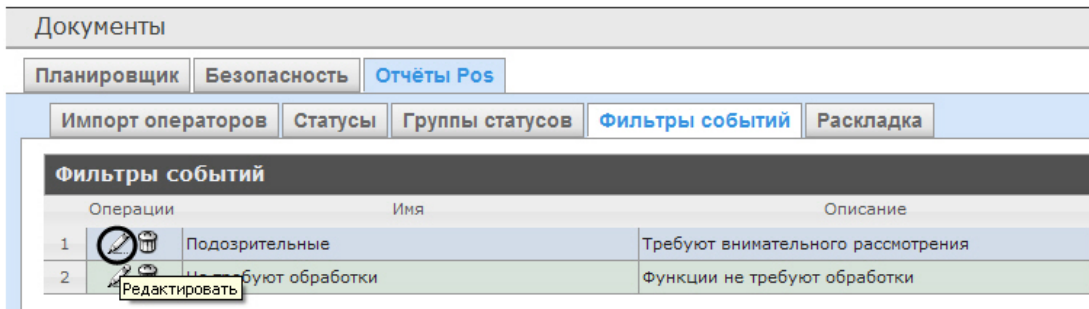 Документы
Планировщик Безопасность Отчёты Pos
Импорт операторов Статусы Группы статусов Фильтры событий Раскладка
Фильтры событий
Операции Имя Описание
1 Подозрительные Требуют внимательного рассмотрения
2 требуют обработки Функции не требуют обработки
Редактировать